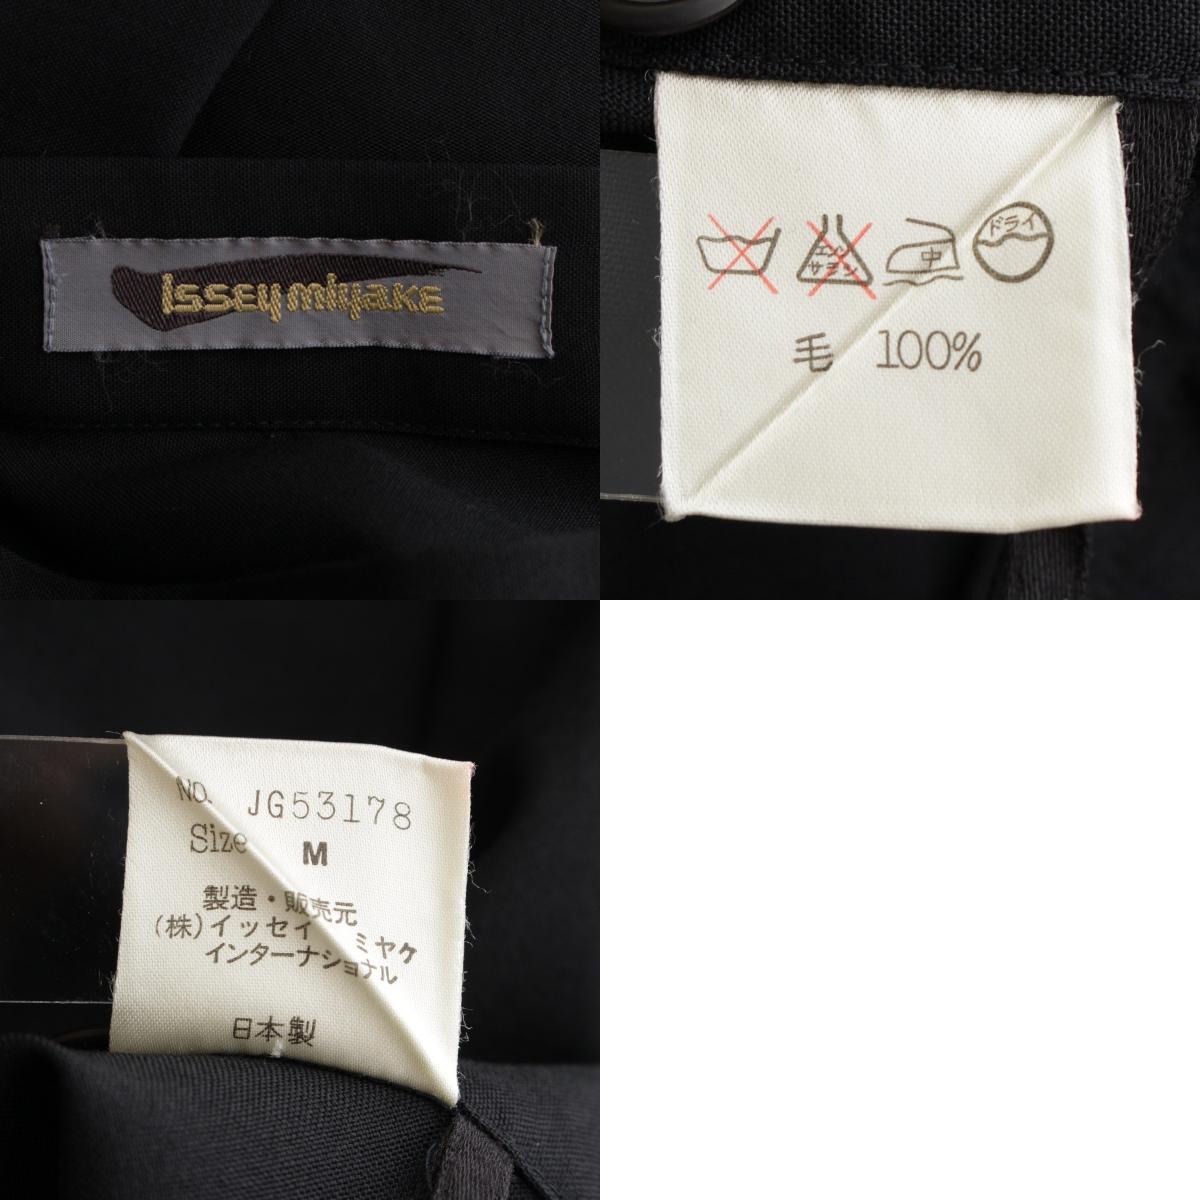 ISSEY miyake
エンソ
サラシ
中
ドライ
毛 100%
No. JG53178
Size M
製造・販売元
(株)イッセイ ミヤケ
インターナショナル
日本製